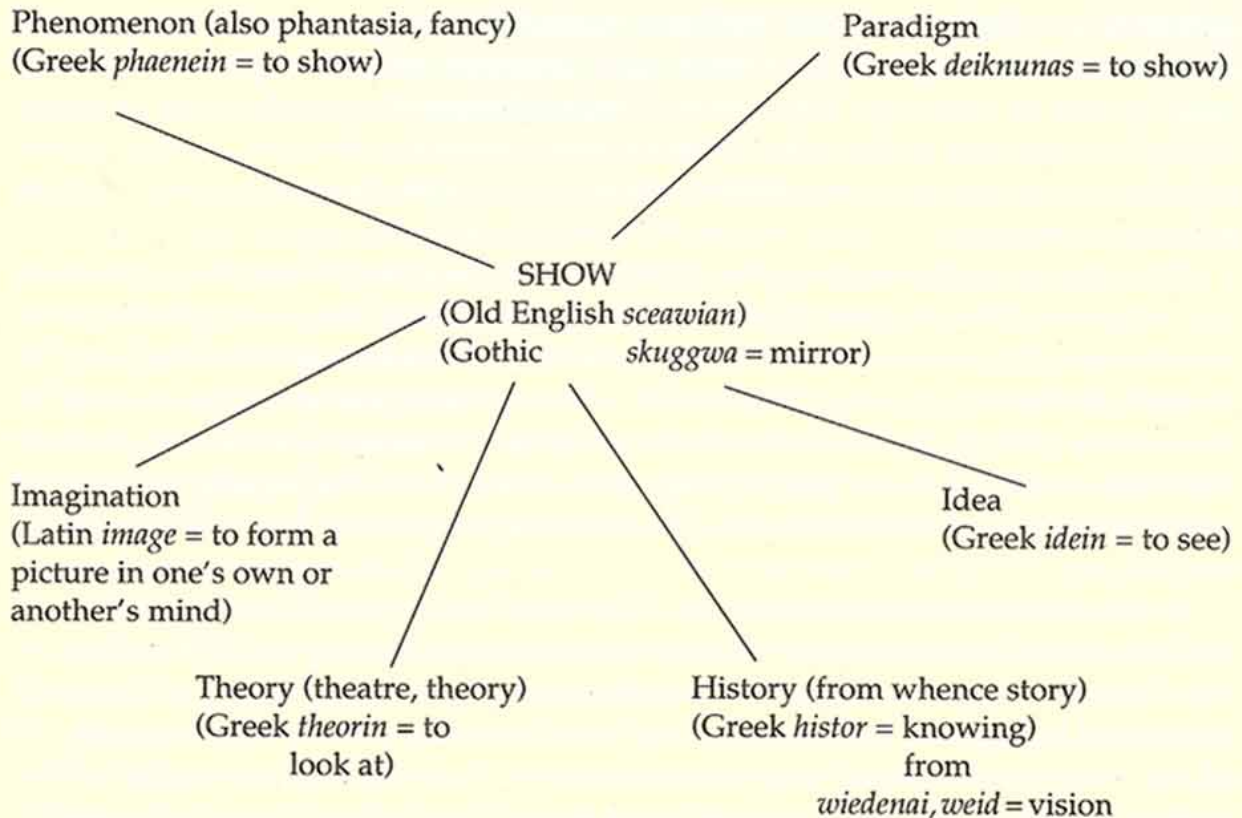 Phenomenon (also phantasia, fancy)
(Greek phaenein = to show)
Paradigm
(Greek deiknunas = to show)
SHOW
(Old English sceawian)
(Gothic skuggwa = mirror)
Imagination
(Latin image = to form a
picture in one's own or
another's mind)
Idea
(Greek idein = to see)
Theory (theatre, theory)
(Greek theorin = to
look at)
History (from whence story)
(Greek histor = knowing)
from
wiedenai, weid = vision